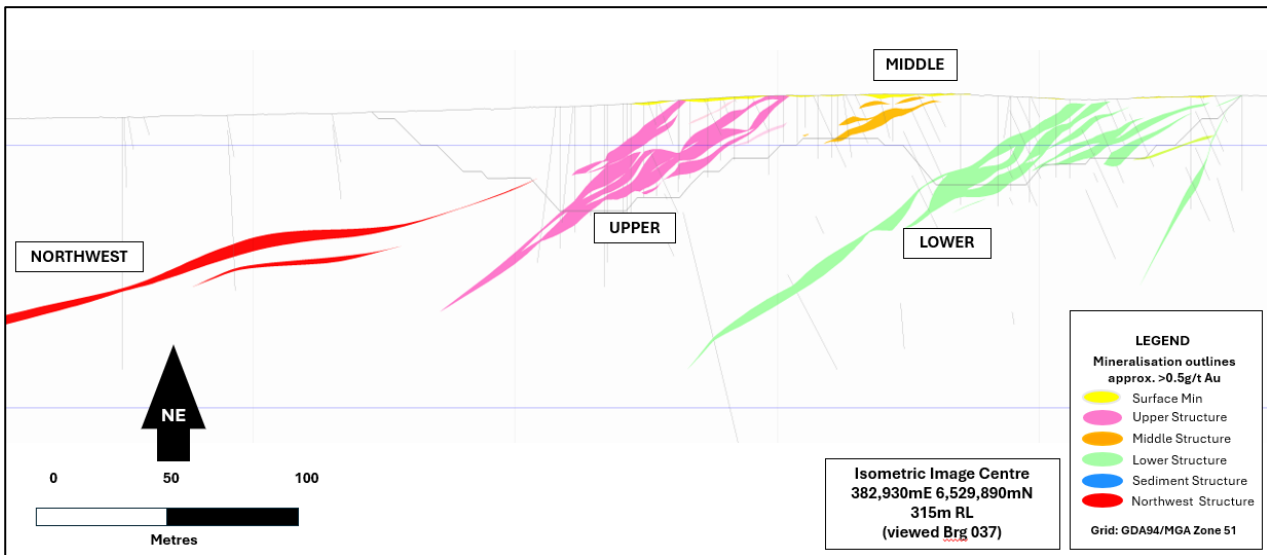 MIDDLE
UPPER
LOWER
NORTHWEST
NE
0 50 100
Metres
Isometric Image Centre
382,930mE 6,529,890mN
315m RL
(viewed Brg 037)
LEGEND
Mineralisation outlines
approx. >0.5g/t Au
Surface Min
Upper Structure
Middle Structure
Lower Structure
Sediment Structure
Northwest Structure
Grid: GDA94/MGA Zone 51